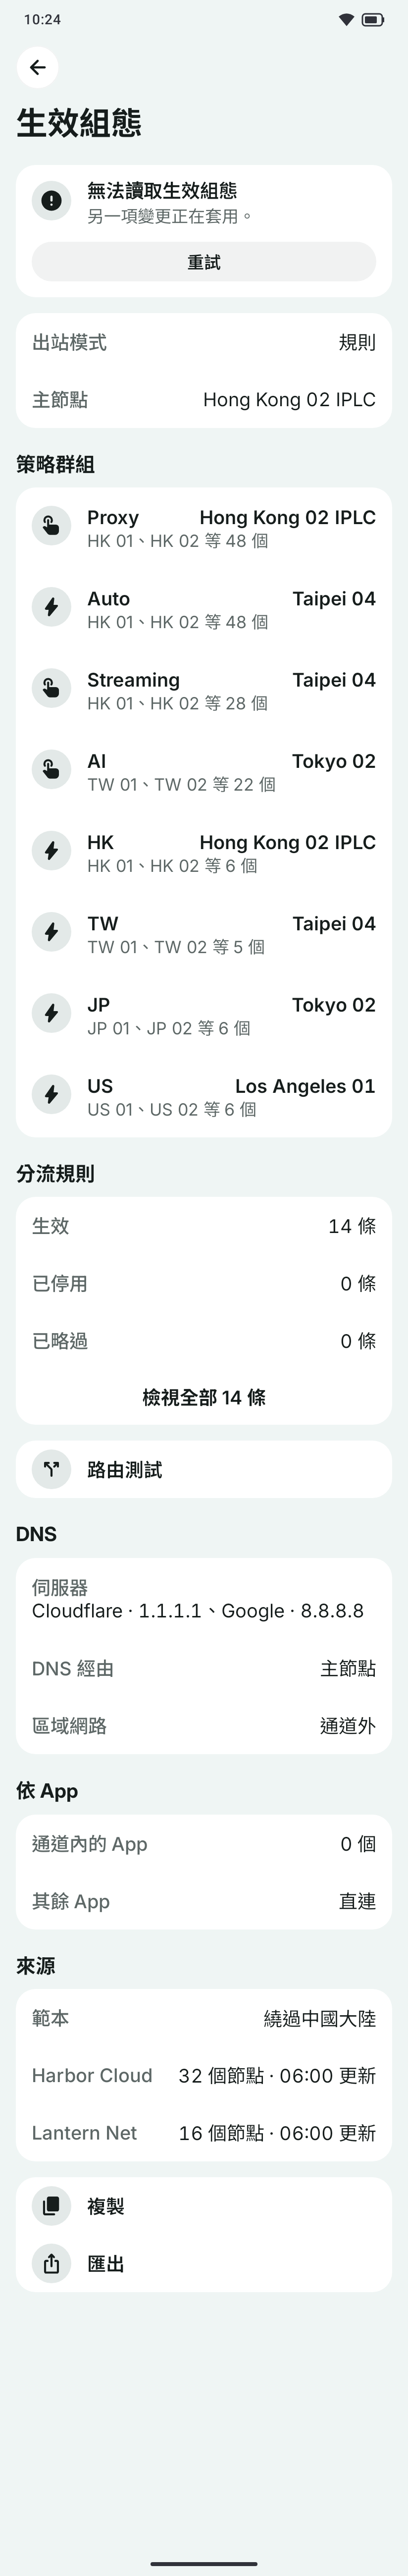 10:24
生效組態
無法讀取生效組態
另一項變更正在套用。
重試
出站模式 規則
主節點 Hong Kong 02 IPLC
策略群組
Proxy Hong Kong 02 IPLC
HK 01、HK 02 等 48 個
Auto Taipei 04
HK 01、HK 02 等 48 個
Streaming Taipei 04
HK 01、HK 02 等 28 個
AI Tokyo 02
TW 01、TW 02 等 22 個
HK Hong Kong 02 IPLC
HK 01、HK 02 等 6 個
TW Taipei 04
TW 01、TW 02 等 5 個
JP Tokyo 02
JP 01、JP 02 等 6 個
US Los Angeles 01
US 01、US 02 等 6 個
分流規則
生效 14 條
已停用 0 條
已略過 0 條
檢視全部 14 條
路由測試
DNS
伺服器
Cloudflare · 1.1.1.1、Google · 8.8.8.8
DNS 經由 主節點
區域網路 通道外
依 App
通道內的 App 0 個
其餘 App 直連
來源
範本 繞過中國大陸
Harbor Cloud 32 個節點 · 06:00 更新
Lantern Net 16 個節點 · 06:00 更新
複製
匯出